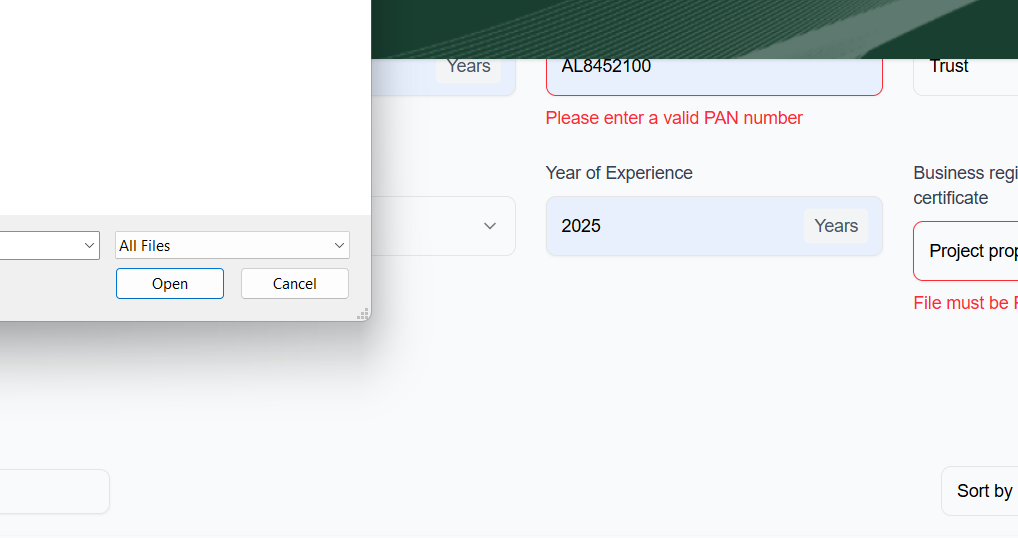 Years
AL8452100
Trust
Please enter a valid PAN number
Year of Experience
Business regi
certificate
2025
Years
Project prop
File must be
All Files
Open
Cancel
Sort by